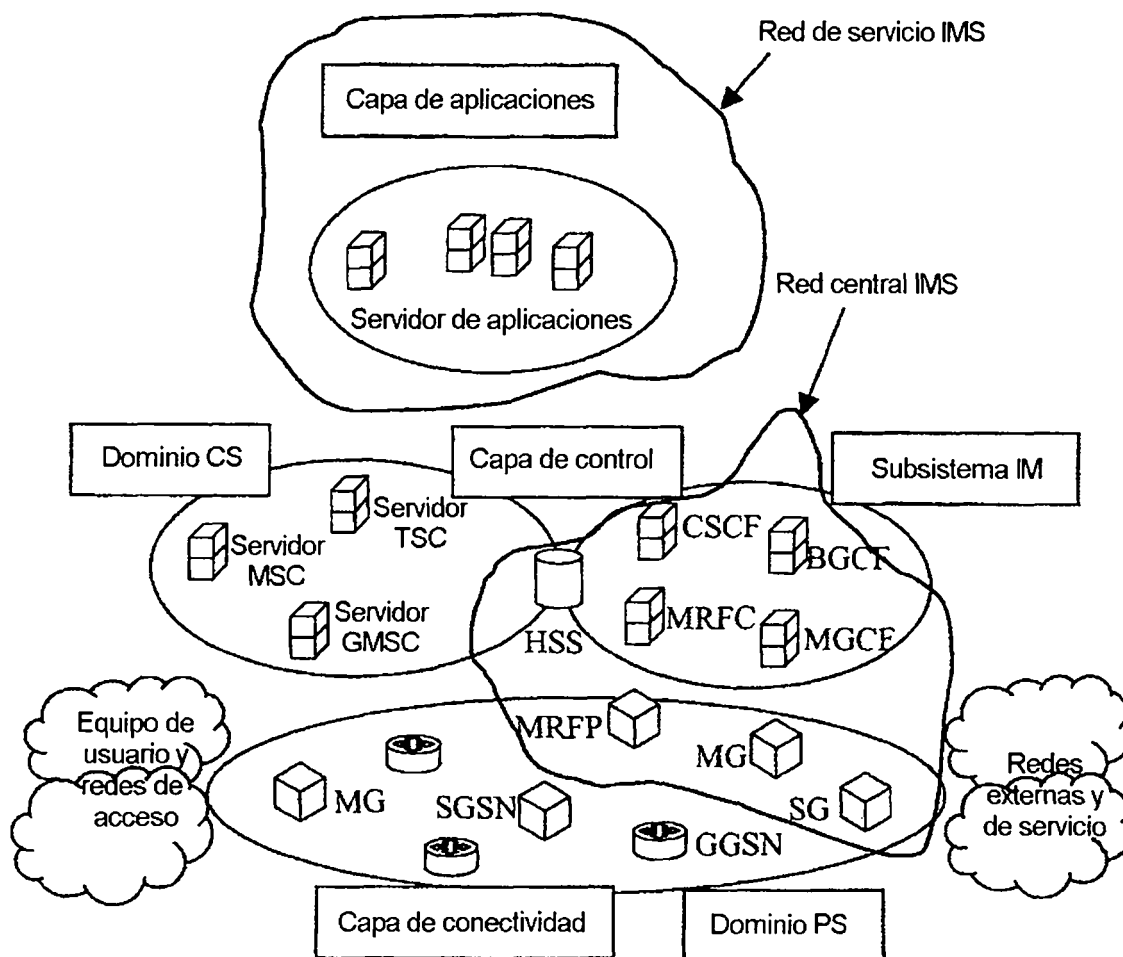 Red de servicio IMS
Capa de aplicaciones
Servidor de aplicaciones
Red central IMS
Dominio CS
Capa de control
Subsistema IM
Servidor
TSC
Servidor
MSC
Servidor
GMSC
HSS
CSCF
BGCF
MRFC
MGCF
Equipo de
usuario y
redes de
acceso
MRFP
MG
MG
SGSN
SG
GGSN
Redes
externas y
de servicio
Capa de conectividad
Dominio PS